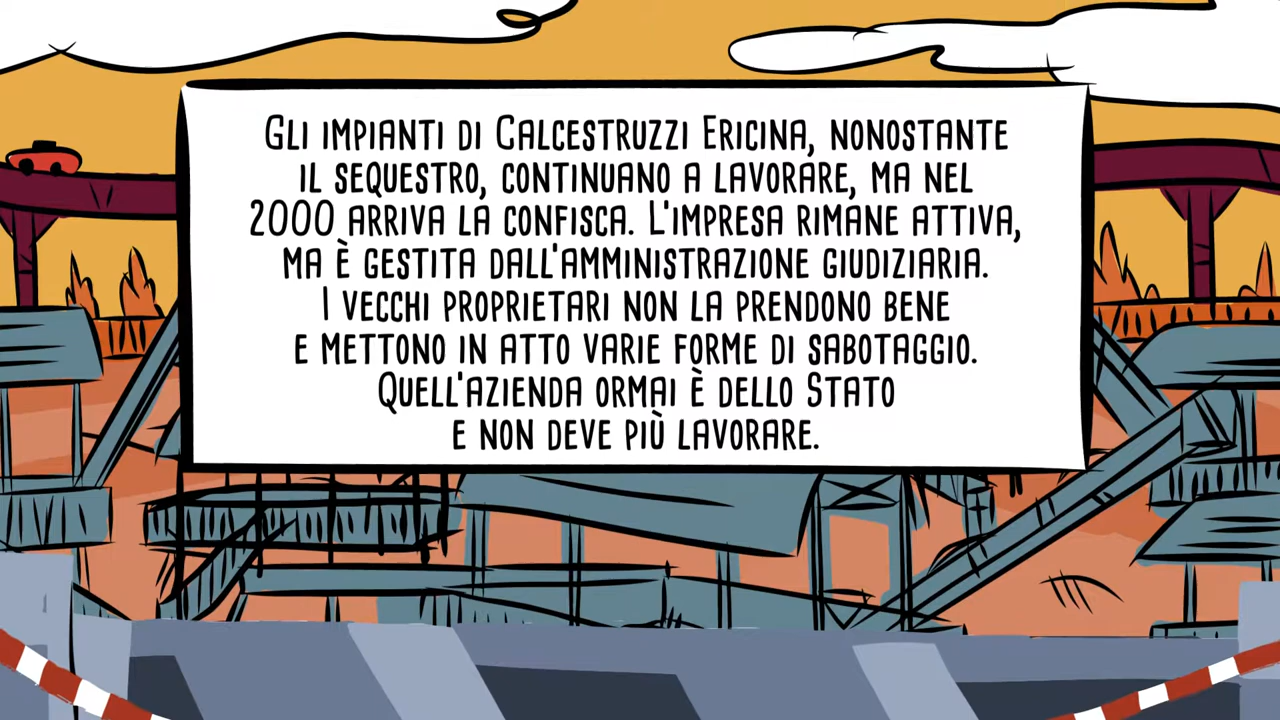 Gli impianti di Calcestruzzi Ericina, nonostante
il sequestro, continuano a lavorare, ma nel
2000 arriva la confisca. L'impresa rimane attiva,
ma è gestita dall'amministrazione giudiziaria.
I vecchi proprietari non la prendono bene
e mettono in atto varie forme di sabotaggio.
Quell'azienda ormai è dello Stato
e non deve più lavorare.